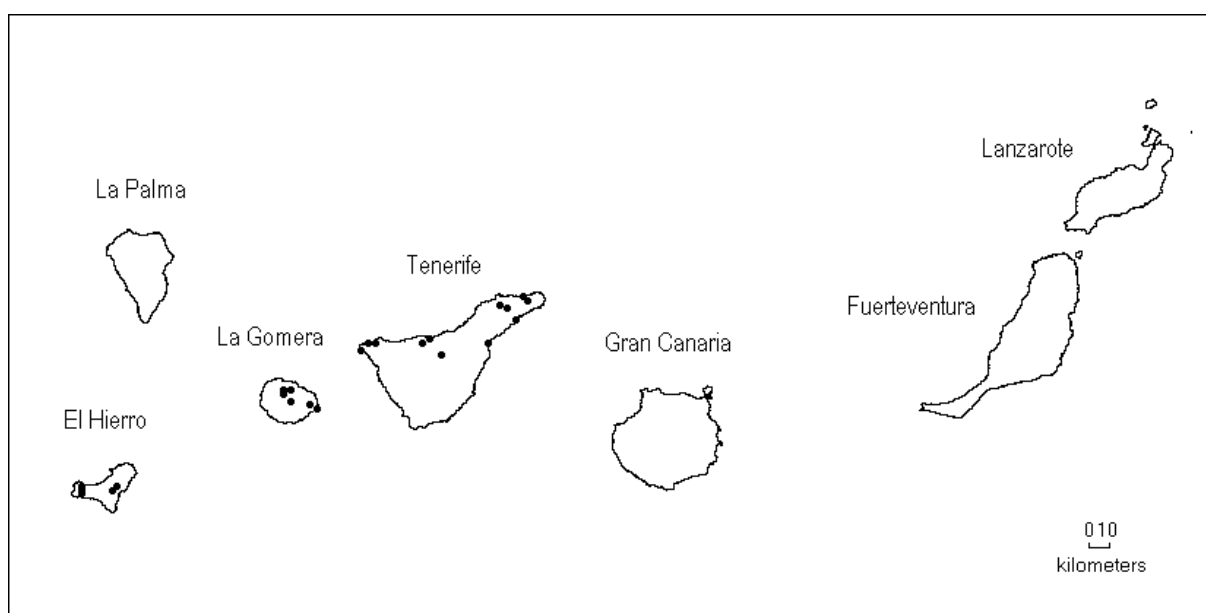 Lanzarote
La Palma
Tenerife
Fuerteventura
La Gomera
Gran Canaria
El Hierro
0 10
kilometers